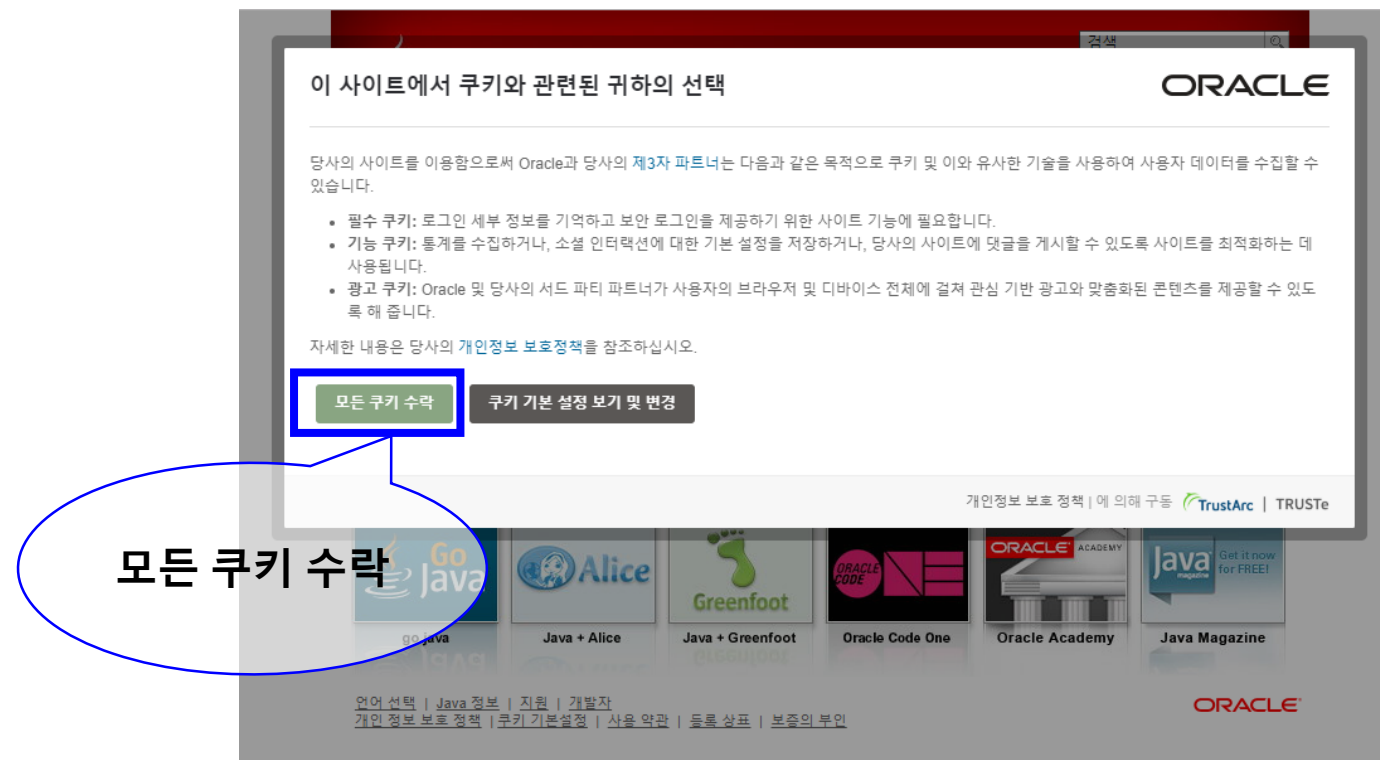 검색
이 사이트에서 쿠키와 관련된 귀하의 선택
ORACLE
당사의 사이트를 이용함으로써 Oracle과 당사의 제3자 파트너는 다음과 같은 목적으로 쿠키 및 이와 유사한 기술을 사용하여 사용자 데이터를 수집할 수
있습니다.
• 필수 쿠키: 로그인 세부 정보를 기억하고 보안 로그인을 제공하기 위한 사이트 기능에 필요합니다.
• 기능 쿠키: 통계를 수집하거나, 소셜 인터랙션에 대한 기본 설정을 저장하거나, 당사의 사이트에 댓글을 게시할 수 있도록 사이트를 최적화하는 데
사용됩니다.
• 광고 쿠키: Oracle 및 당사의 서드 파티 파트너가 사용자의 브라우저 및 디바이스 전체에 걸쳐 관심 기반 광고와 맞춤화된 콘텐츠를 제공할 수 있도
록 해 줍니다.
자세한 내용은 당사의 개인정보 보호정책을 참조하십시오.
모든 쿠키 수락
쿠키 기본 설정 보기 및 변경
개인정보 보호 정책 | 에 의해 구동 TrustArc | TRUSTe
모든 쿠키 수락
Go
Java
Alice
Greenfoot
ORACLE
CODE
ONE
ORACLE ACADEMY
Java
magazine
Get it now
for FREE!
go java
Java + Alice
Java + Greenfoot
Oracle Code One
Oracle Academy
Java Magazine
언어 선택 | Java 정보 | 지원 | 개발자
개인 정보 보호 정책 | 쿠키 기본설정 | 사용 약관 | 등록 상표 | 보증의 부인
ORACLE